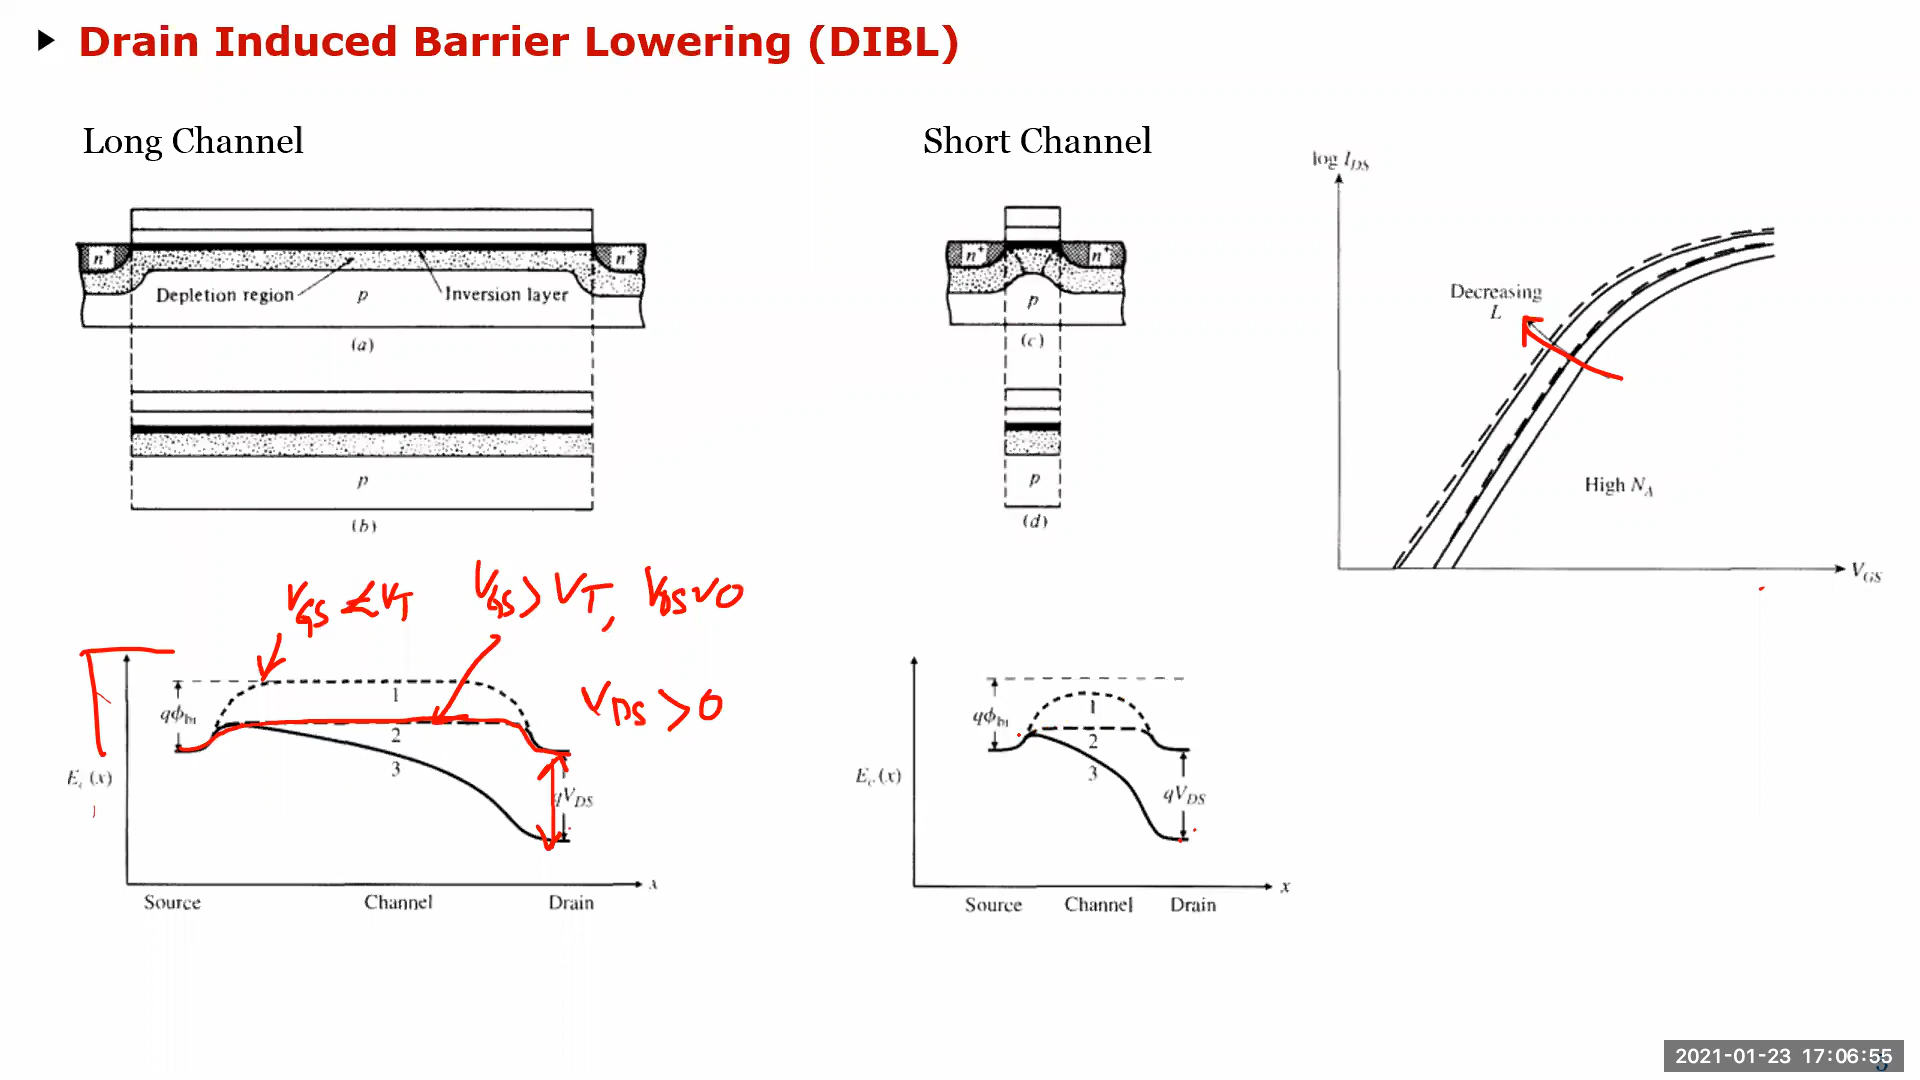 Drain Induced Barrier Lowering (DIBL)
Long Channel
n⁺
n⁺
Depletion region
p
Inversion layer
(a)
p
(b)
Short Channel
n⁺
n⁺
p
(c)
p
(d)
log I_DS
Decreasing
L
High N_A
V_GS
V_GS ≤ V_T
V_GS > V_T, V_DS ~ 0
V_DS > 0
qϕ_bi
1
2
3
E_c (x)
qV_DS
x
Source Channel Drain
qϕ_bi
1
2
3
E_c (x)
qV_DS
x
Source Channel Drain
2021-01-23 17:06:55